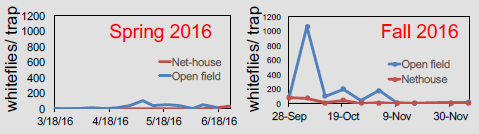 whiteflies/ trap
1200
1000
800
600
400
200
0
Spring 2016
Net-house
Open field
3/18/16 4/18/16 5/18/16 6/18/16
whiteflies/ trap
1200
1000
800
600
400
200
0
Fall 2016
Open field
Nethouse
28-Sep 19-Oct 9-Nov 30-Nov